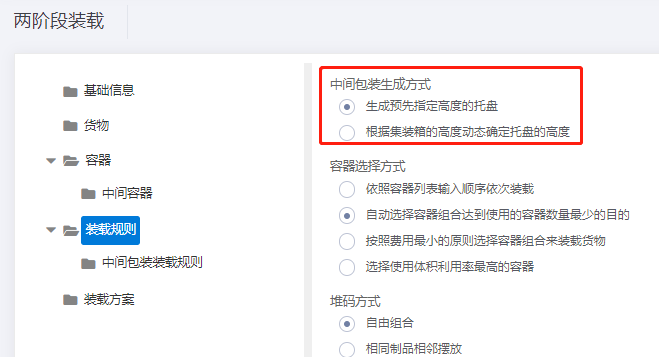 两阶段装载
基础信息
货物
容器
中间容器
装载规则
中间包装装载规则
装载方案
中间包装生成方式
生成预先指定高度的托盘
根据集装箱的高度动态确定托盘的高度
容器选择方式
依照容器列表输入顺序依次装载
自动选择容器组合达到使用的容器数量最少的目的
按照费用最小的原则选择容器组合来装载货物
选择使用体积利用率最高的容器
堆码方式
自由组合
相同制品相邻摆放